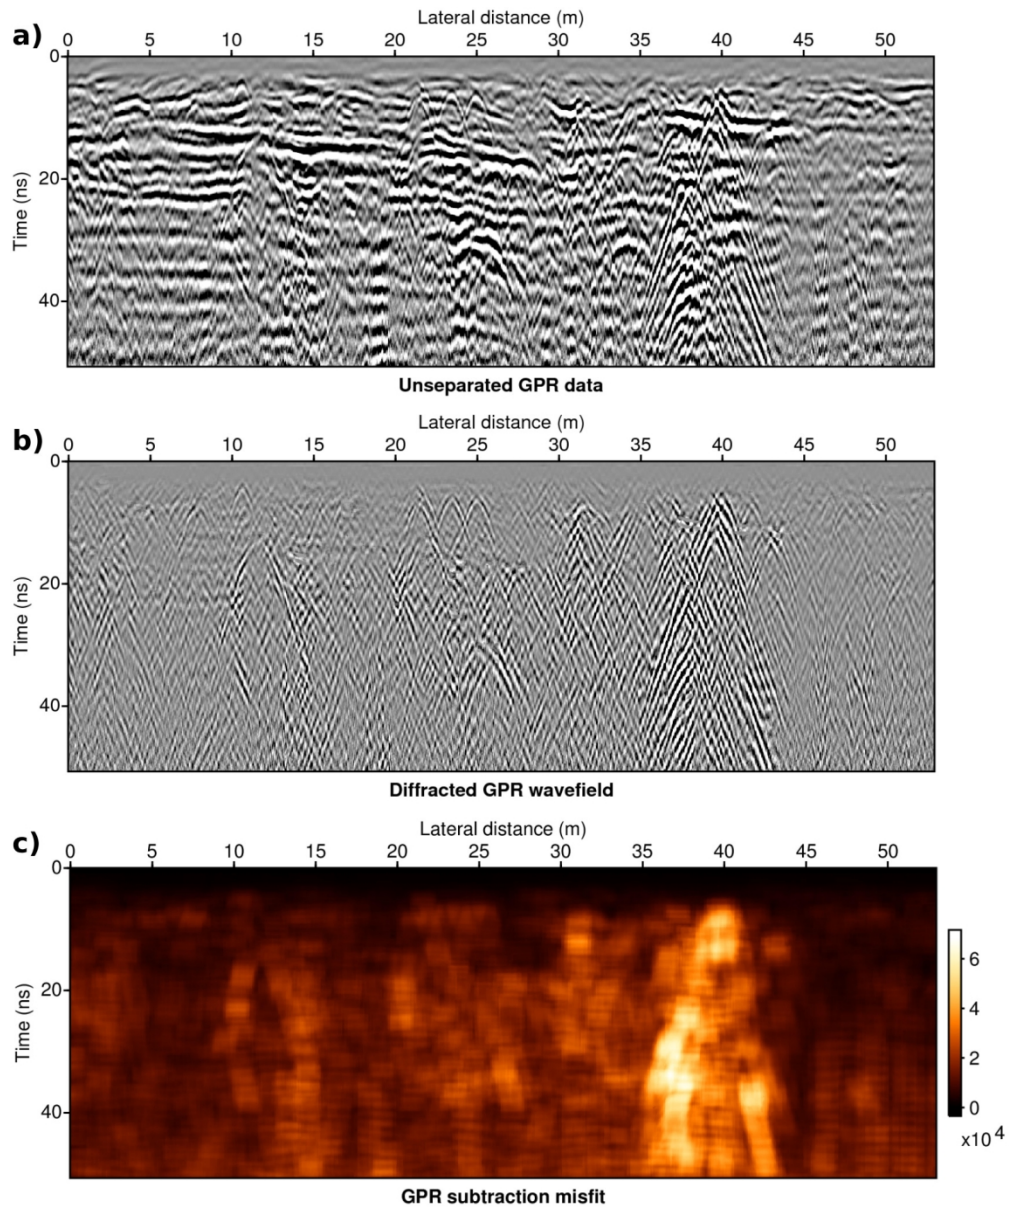 a)
Lateral distance (m)
0 5 10 15 20 25 30 35 40 45 50
0
20
40
Time (ns)
Unseparated GPR data
b)
Lateral distance (m)
0 5 10 15 20 25 30 35 40 45 50
0
20
40
Time (ns)
Diffracted GPR wavefield
c)
Lateral distance (m)
0 5 10 15 20 25 30 35 40 45 50
0
20
40
Time (ns)
6
4
2
0
x10 4
GPR subtraction misfit